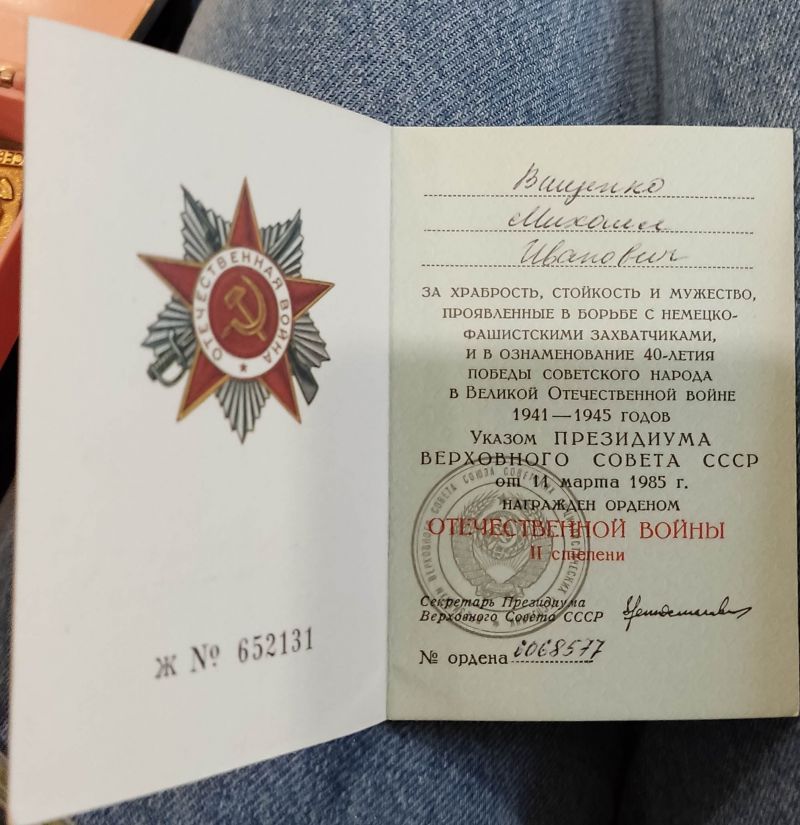 ОТЕЧЕСТВЕННАЯ ВОЙНА
Ж № 652131
Ващенко
Михаил
Иванович
ЗА ХРАБРОСТЬ, СТОЙКОСТЬ И МУЖЕСТВО,
ПРОЯВЛЕННЫЕ В БОРЬБЕ С НЕМЕЦКО-
ФАШИСТСКИМИ ЗАХВАТЧИКАМИ,
И В ОЗНАМЕНОВАНИЕ 40-ЛЕТИЯ
ПОБЕДЫ СОВЕТСКОГО НАРОДА
В ВЕЛИКОЙ ОТЕЧЕСТВЕННОЙ ВОЙНЕ
1941—1945 ГОДОВ
УКАЗОМ ПРЕЗИДИУМА
ВЕРХОВНОГО СОВЕТА СССР
от 11 марта 1985 г.
НАГРАЖДЕН ОРДЕНОМ
ОТЕЧЕСТВЕННОЙ ВОЙНЫ
II степени
Секретарь Президиума
Верховного Совета СССР
№ ордена 6068577